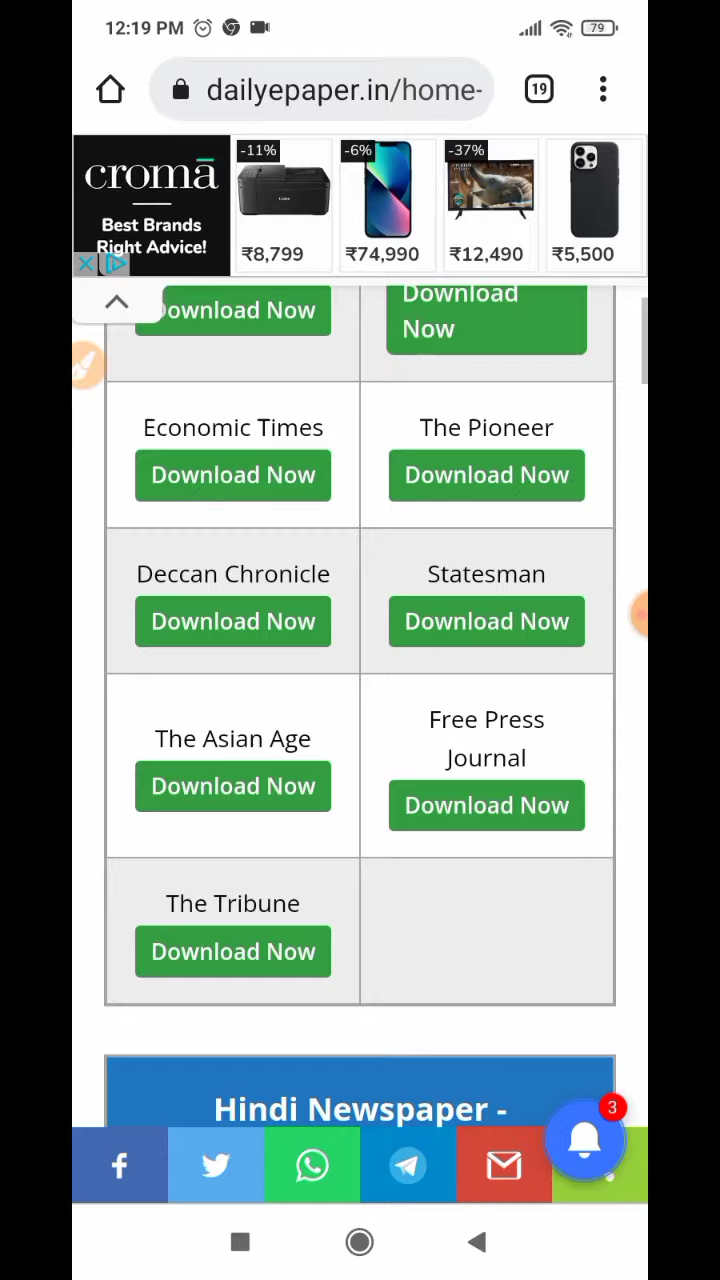 12:19 PM
79
dailyepaper.in/home-
19
croma
Best Brands
Right Advice!
-11%
₹8,799
-6%
₹74,990
-37%
₹12,490
₹5,500
Download Now
Download
Now
Economic Times
Download Now
The Pioneer
Download Now
Deccan Chronicle
Download Now
Statesman
Download Now
The Asian Age
Download Now
Free Press
Journal
Download Now
The Tribune
Download Now
Hindi Newspaper -
3